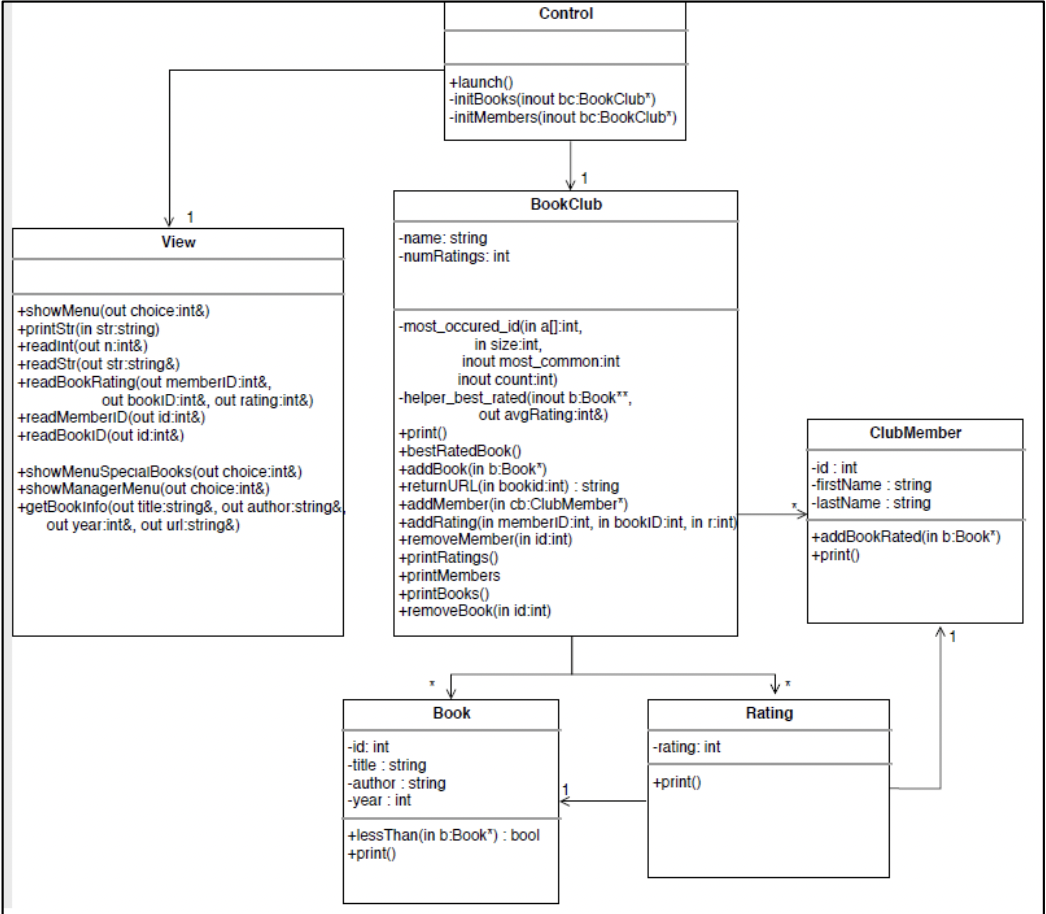 Control
+launch()
-initBooks(inout bc:BookClub*)
-initMembers(inout bc:BookClub*)
1
1
View
+showMenu(out choice:int&)
+printStr(in str:string)
+readInt(out n:int&)
+readStr(out str:string&)
+readBookRating(out memberID:int&,
out bookID:int&, out rating:int&)
+readMemberID(out id:int&)
+readBookID(out id:int&)
+showMenuSpecialBooks(out choice:int&)
+showManagerMenu(out choice:int&)
+getBookInfo(out title:string&, out author:string&,
out year:int&, out url:string&)
BookClub
-name: string
-numRatings: int
-most_occured_id(in a[]:int,
in size:int,
inout most_common:int
inout count:int)
-helper_best_rated(inout b:Book**,
out avgRating:int&)
+print()
+bestRatedBook()
+addBook(in b:Book*)
+returnURL(in bookid:int) : string
+addMember(in cb:ClubMember*)
+addRating(in memberID:int, in bookID:int, in r:int)
+removeMember(in id:int)
+printRatings()
+printMembers
+printBooks()
+removeBook(in id:int)
*
ClubMember
-id : int
-firstName : string
-lastName : string
+addBookRated(in b:Book*)
+print()
1
*
*
Book
-id: int
-title : string
-author : string
-year : int
+lessThan(in b:Book*) : bool
+print()
1
Rating
-rating: int
+print()